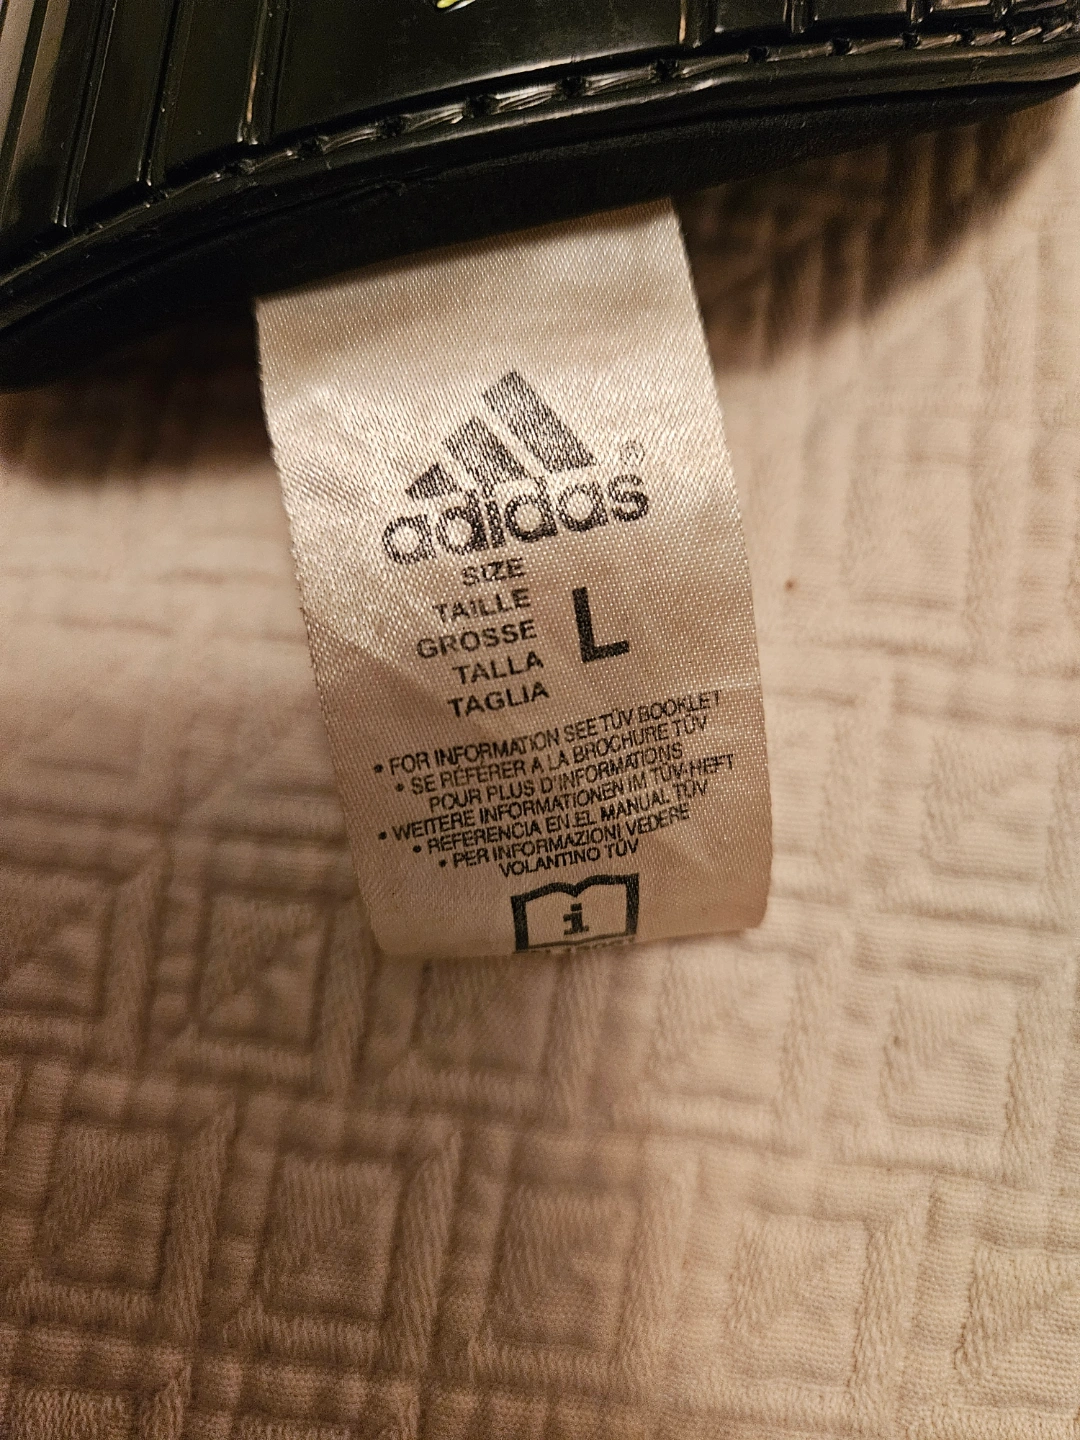 adidas®
SIZE
TAILLE
GROSSE
TALLA
TAGLIA
L
• FOR INFORMATION SEE TÜV BOOKLET
• SE RÉFÉRER A LA BROCHURE TÜV
POUR PLUS D'INFORMATIONS
• WEITERE INFORMATIONEN IM TÜV-HEFT
• REFERENCIA EN EL MANUAL TÜV
• PER INFORMAZIONI VEDERE
VOLANTINO TÜV
i